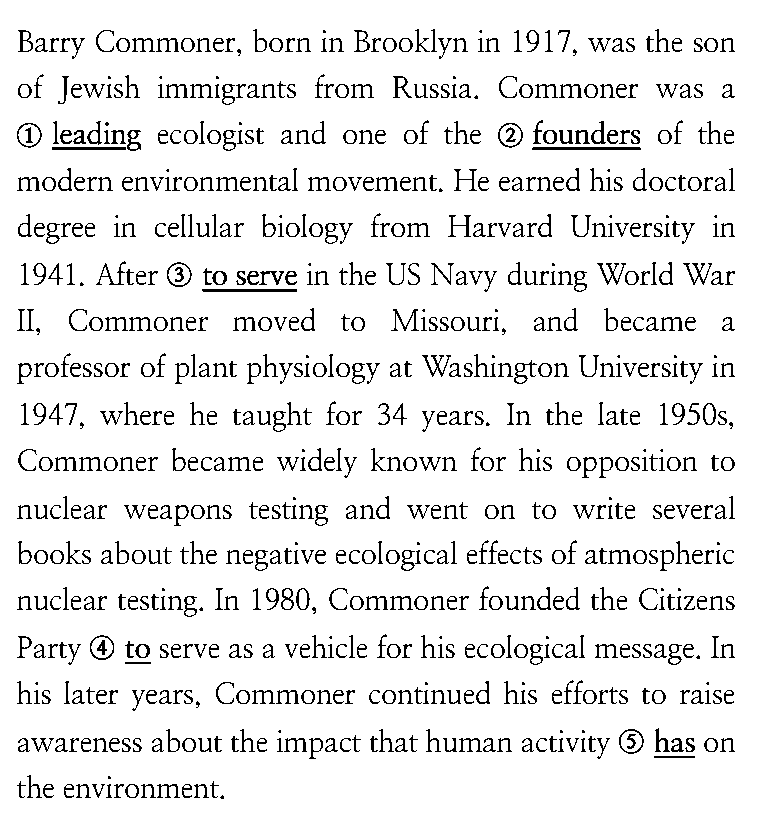 Barry Commoner, born in Brooklyn in 1917, was the son
of Jewish immigrants from Russia. Commoner was a
① leading ecologist and one of the ② founders of the
modern environmental movement. He earned his doctoral
degree in cellular biology from Harvard University in
1941. After ③ to serve in the US Navy during World War
II, Commoner moved to Missouri, and became a
professor of plant physiology at Washington University in
1947, where he taught for 34 years. In the late 1950s,
Commoner became widely known for his opposition to
nuclear weapons testing and went on to write several
books about the negative ecological effects of atmospheric
nuclear testing. In 1980, Commoner founded the Citizens
Party ④ to serve as a vehicle for his ecological message. In
his later years, Commoner continued his efforts to raise
awareness about the impact that human activity ⑤ has on
the environment.